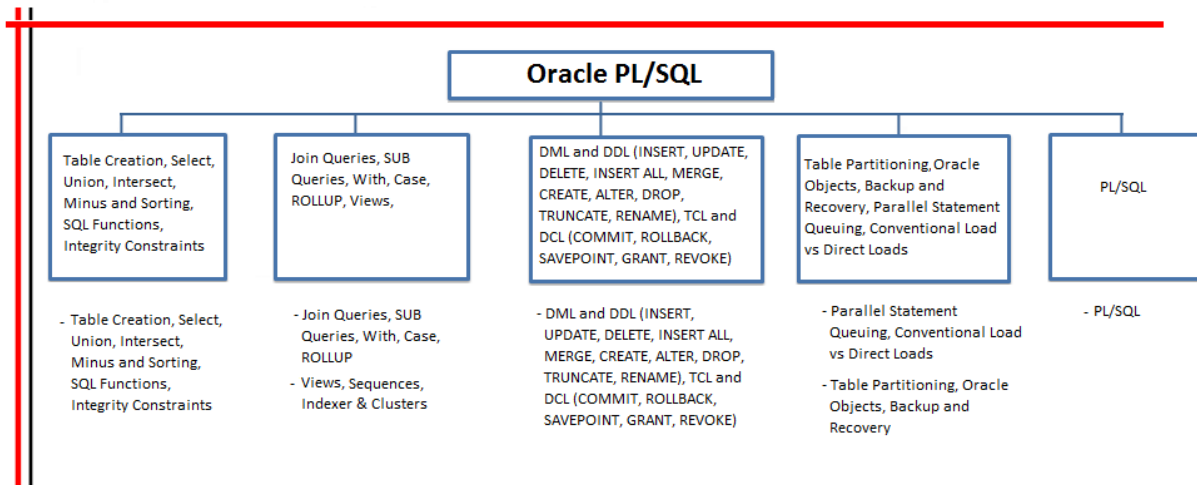 Oracle PL/SQL
Table Creation, Select,
Union, Intersect,
Minus and Sorting,
SQL Functions,
Integrity Constraints
Join Queries, SUB
Queries, With, Case,
ROLLUP, Views,
DML and DDL (INSERT, UPDATE,
DELETE, INSERT ALL, MERGE,
CREATE, ALTER, DROP,
TRUNCATE, RENAME), TCL and
DCL (COMMIT, ROLLBACK,
SAVEPOINT, GRANT, REVOKE)
Table Partitioning,Oracle
Objects, Backup and
Recovery, Parallel Statement
Queuing, Conventional Load
vs Direct Loads
PL/SQL
- Table Creation, Select,
Union, Intersect,
Minus and Sorting,
SQL Functions,
Integrity Constraints
- Join Queries, SUB
Queries, With, Case,
ROLLUP
- Views, Sequences,
Indexer & Clusters
- DML and DDL (INSERT,
UPDATE, DELETE, INSERT ALL,
MERGE, CREATE, ALTER, DROP,
TRUNCATE, RENAME), TCL and
DCL (COMMIT, ROLLBACK,
SAVEPOINT, GRANT, REVOKE)
- Parallel Statement
Queuing, Conventional Load
vs Direct Loads
- Table Partitioning, Oracle
Objects, Backup and
Recovery
- PL/SQL